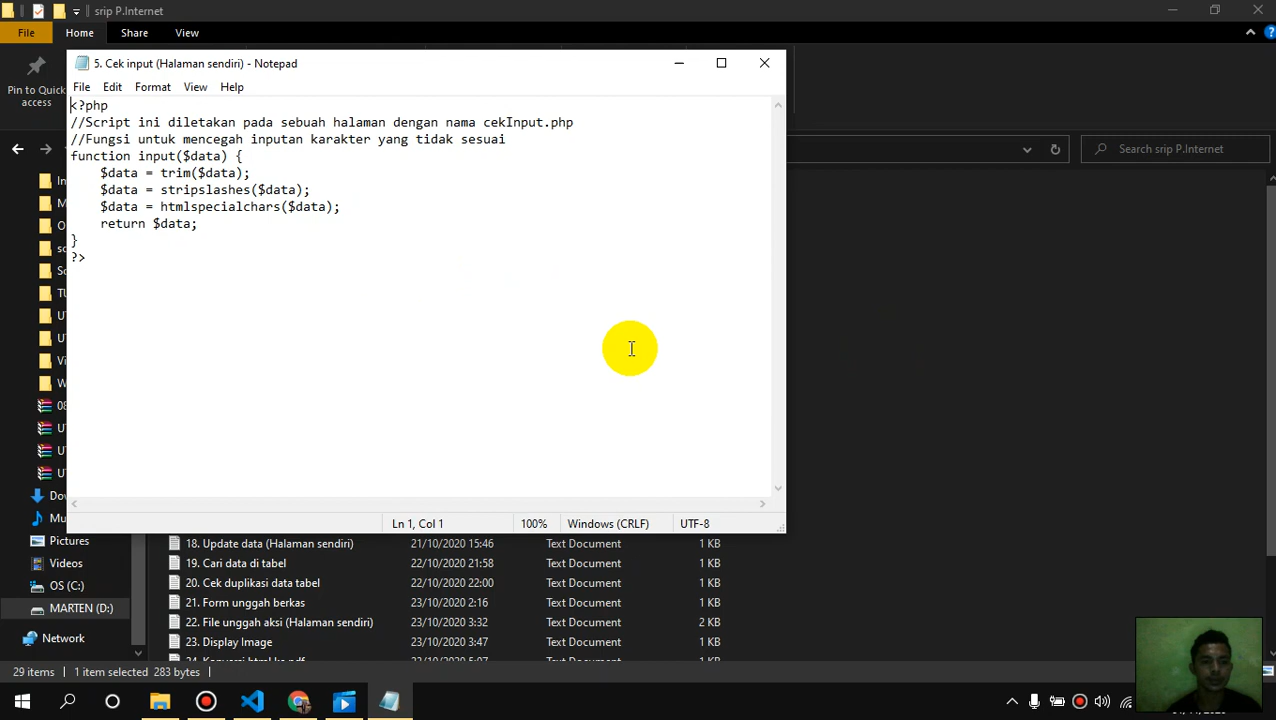 srip P.Internet
File
Home
Share
View
Pin to Quick
access
Search srip P.Internet
5. Cek input (Halaman sendiri) - Notepad
File Edit Format View Help
<?php
//Script ini diletakan pada sebuah halaman dengan nama cekInput.php
//Fungsi untuk mencegah inputan karakter yang tidak sesuai
function input($data) {
    $data = trim($data);
    $data = stripslashes($data);
    $data = htmlspecialchars($data);
    return $data;
}
?>
Ln 1, Col 1
100%
Windows (CRLF)
UTF-8
Pictures
Videos
OS (C:)
MARTEN (D:)
Network
18. Update data (Halaman sendiri) 21/10/2020 15:46 Text Document 1 KB
19. Cari data di tabel 22/10/2020 21:58 Text Document 1 KB
20. Cek duplikasi data tabel 22/10/2020 22:00 Text Document 1 KB
21. Form unggah berkas 23/10/2020 2:16 Text Document 1 KB
22. File unggah aksi (Halaman sendiri) 23/10/2020 3:32 Text Document 2 KB
23. Display Image 23/10/2020 3:47 Text Document 1 KB
29 items
1 item selected 283 bytes